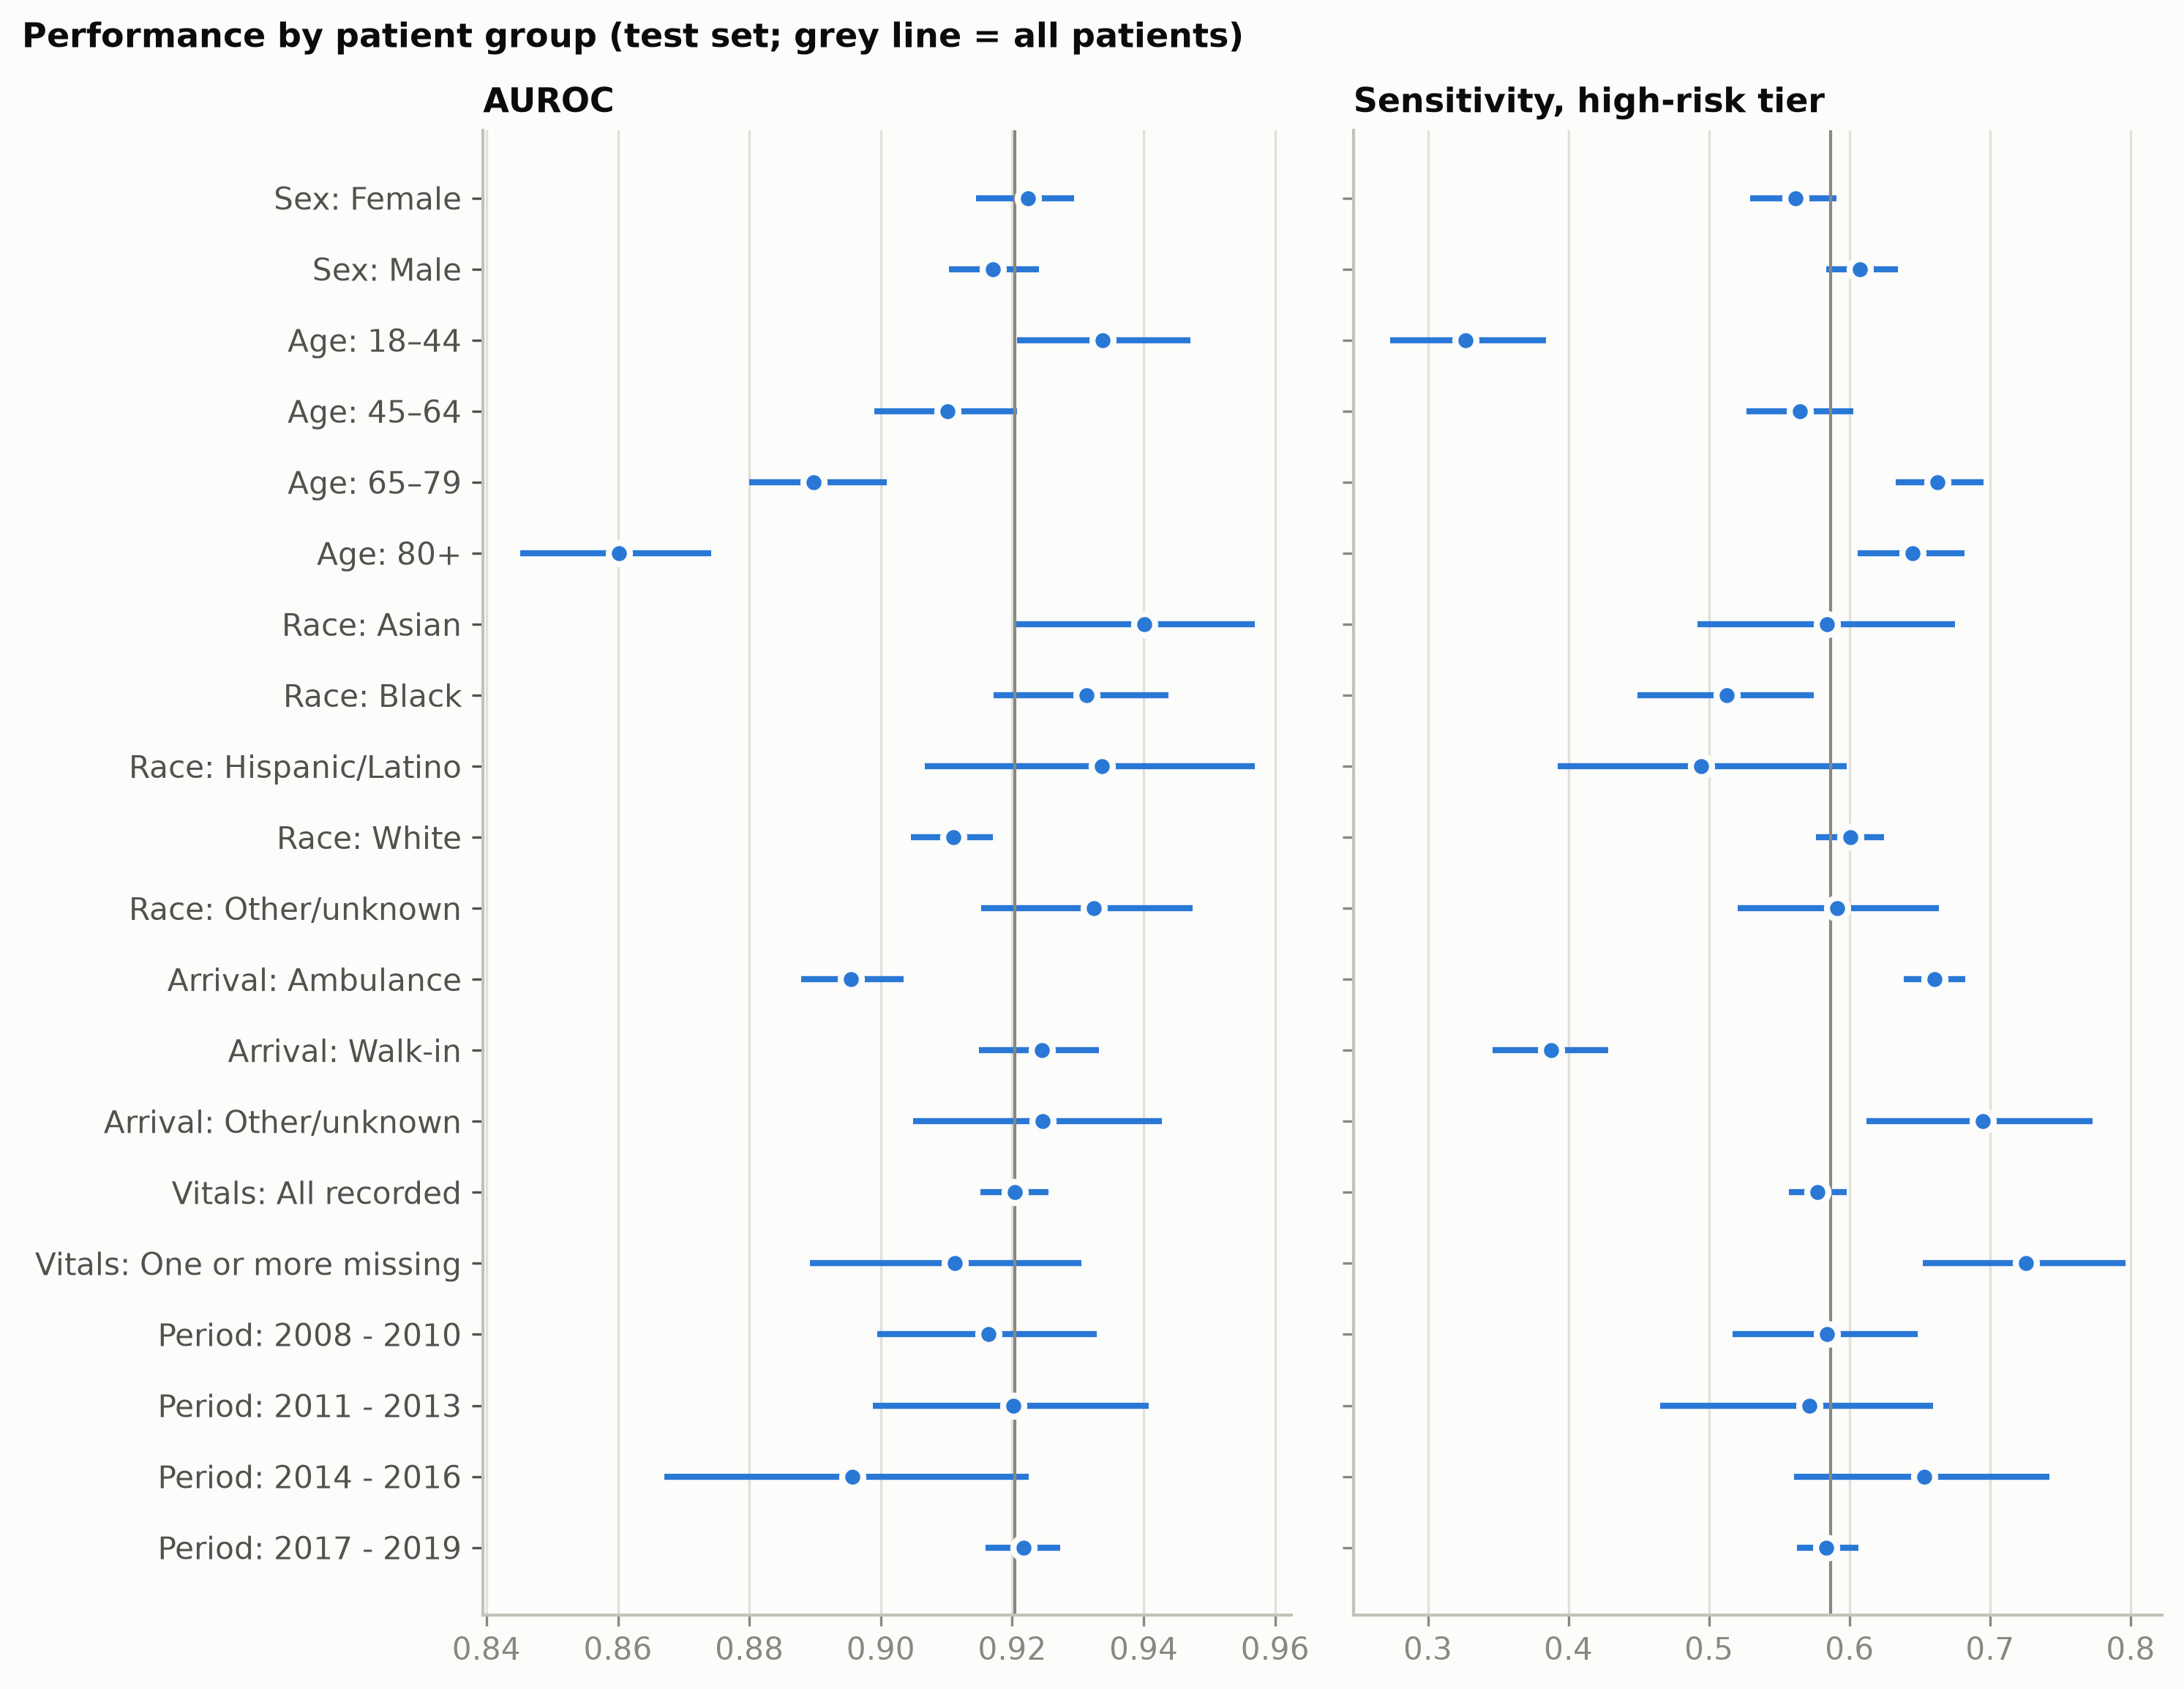 Performance by patient group (test set; grey line = all patients)
AUROC
Sensitivity, high-risk tier
Sex: Female
Sex: Male
Age: 18–44
Age: 45–64
Age: 65–79
Age: 80+
Race: Asian
Race: Black
Race: Hispanic/Latino
Race: White
Race: Other/unknown
Arrival: Ambulance
Arrival: Walk-in
Arrival: Other/unknown
Vitals: All recorded
Vitals: One or more missing
Period: 2008 - 2010
Period: 2011 - 2013
Period: 2014 - 2016
Period: 2017 - 2019
0.84 0.86 0.88 0.90 0.92 0.94 0.96
0.3 0.4 0.5 0.6 0.7 0.8